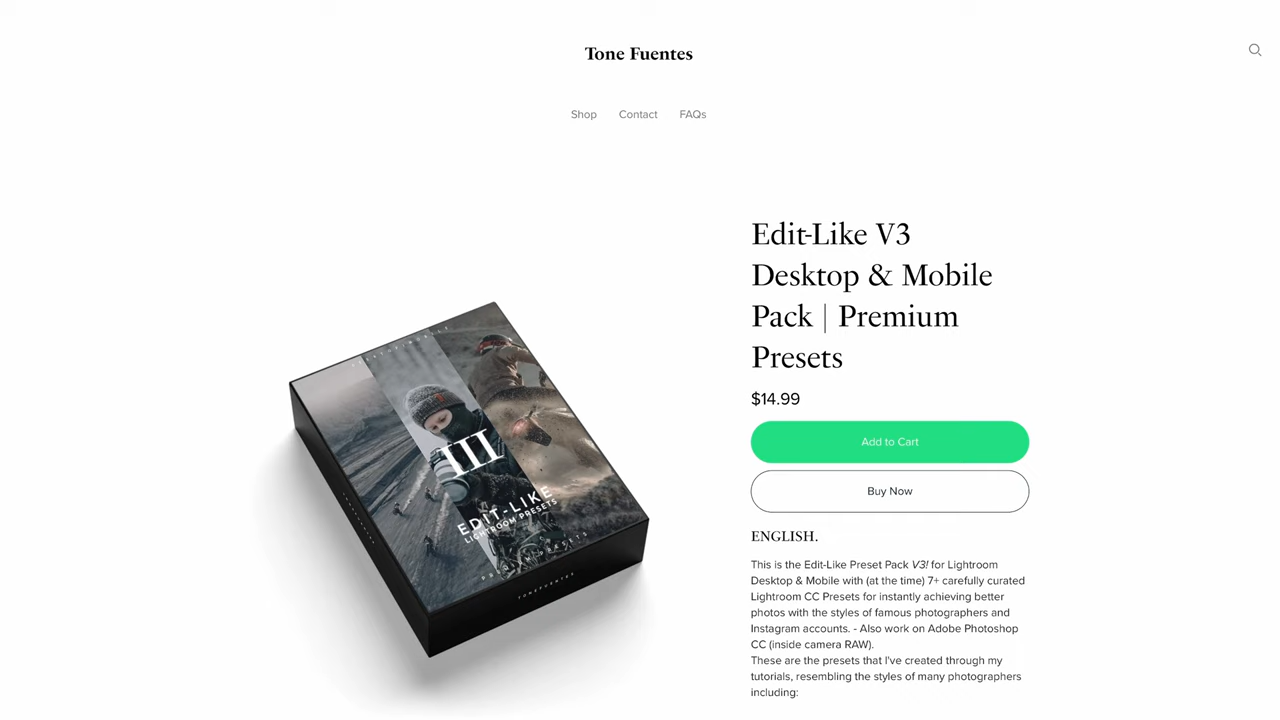 Tone Fuentes
Shop Contact FAQs
Edit-Like V3
Desktop & Mobile
Pack | Premium
Presets
$14.99
Add to Cart
Buy Now
ENGLISH.
This is the Edit-Like Preset Pack V3! for Lightroom
Desktop & Mobile with (at the time) 7+ carefully curated
Lightroom CC Presets for instantly achieving better
photos with the styles of famous photographers and
Instagram accounts. - Also work on Adobe Photoshop
CC (inside camera RAW).
These are the presets that I've created through my
tutorials, resembling the styles of many photographers
including:
III
EDIT-LIKE
LIGHTROOM PRESETS
PREMIUM PRESETS
TONEFUENTES